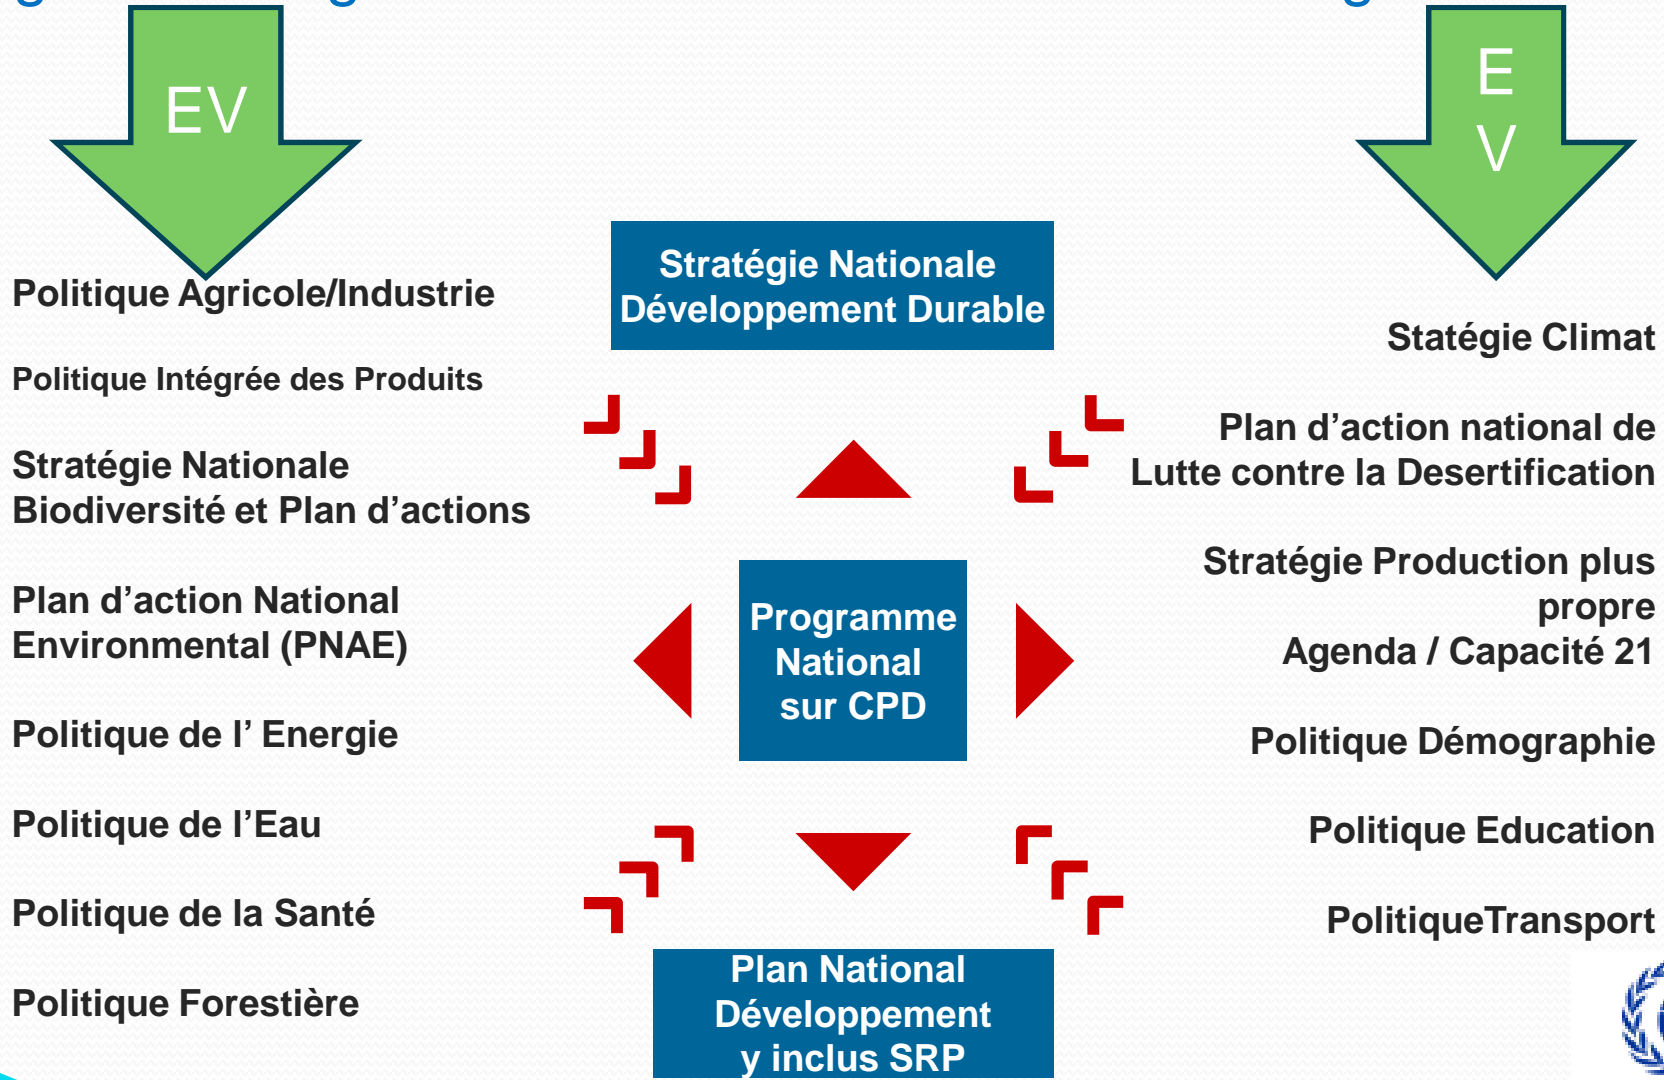 EV
E
V
Stratégie Nationale
Développement Durable
Politique Agricole/Industrie
Politique Intégrée des Produits
Stratégie Nationale
Biodiversité et Plan d’actions
Plan d’action National
Environmental (PNAE)
Politique de l’ Energie
Politique de l’Eau
Politique de la Santé
Politique Forestière
Programme
National
sur CPD
Plan National
Développement
y inclus SRP
Statégie Climat
Plan d’action national de
Lutte contre la Desertification
Stratégie Production plus
propre
Agenda / Capacité 21
Politique Démographie
Politique Education
PolitiqueTransport